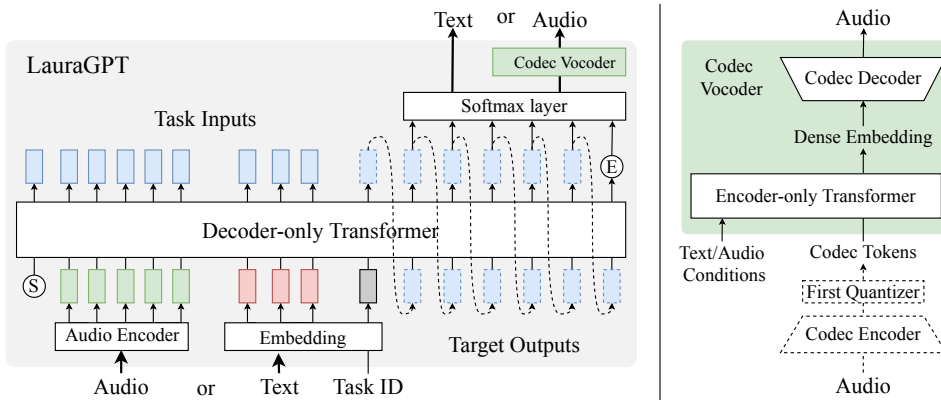 Text or Audio
LauraGPT
Codec Vocoder
Softmax layer
Task Inputs
E
Decoder-only Transformer
S
Audio Encoder
Embedding
Target Outputs
Audio or Text Task ID
Audio
Codec
Vocoder
Codec Decoder
Dense Embedding
Encoder-only Transformer
Text/Audio
Conditions
Codec Tokens
First Quantizer
Codec Encoder
Audio